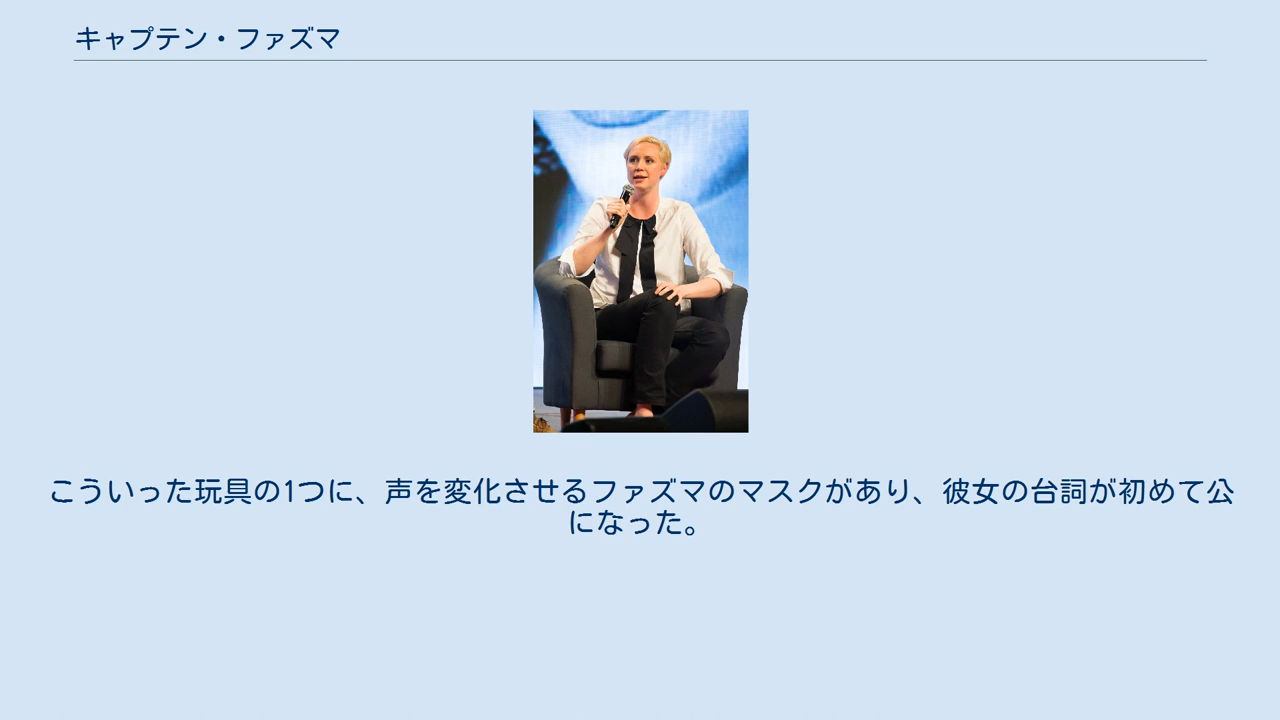 キャプテン・ファズマ
こういった玩具の1つに、声を変化させるファズマのマスクがあり、彼女の台詞が初めて公
になった。